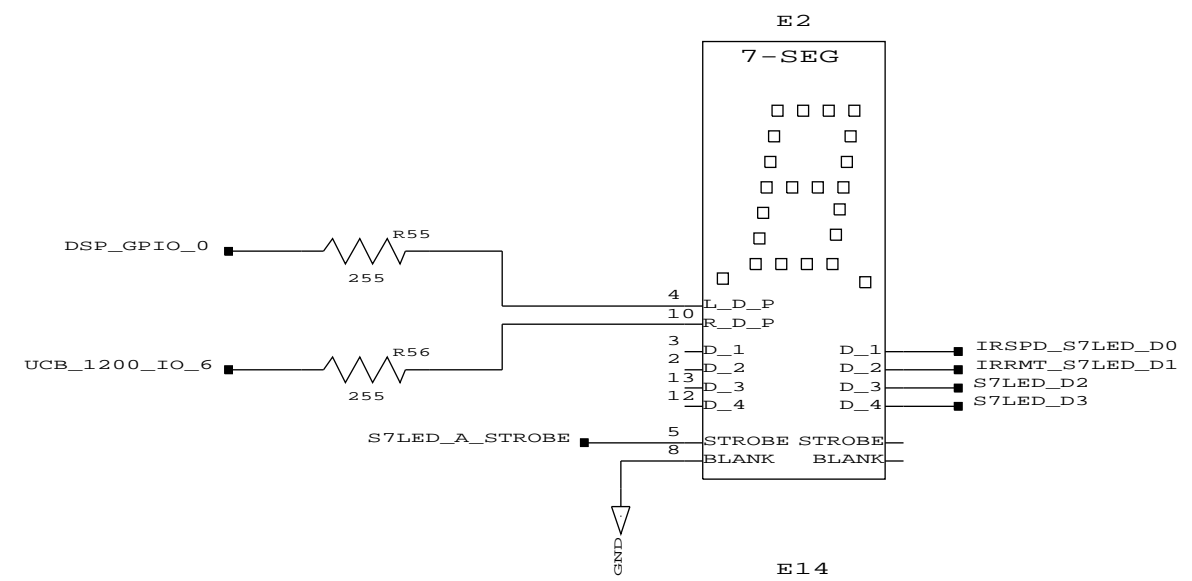 E2
7-SEG
R55
DSP_GPIO_0
255
4 L_D_P
10 R_D_P
3 D_1 D_1 IRSPD_S7LED_D0
R56
2 D_2 D_2 IRRMT_S7LED_D1
UCB_1200_IO_6
13 D_3 D_3 S7LED_D2
255
12 D_4 D_4 S7LED_D3
S7LED_A_STROBE 5 STROBE STROBE
8 BLANK BLANK
GND
E14